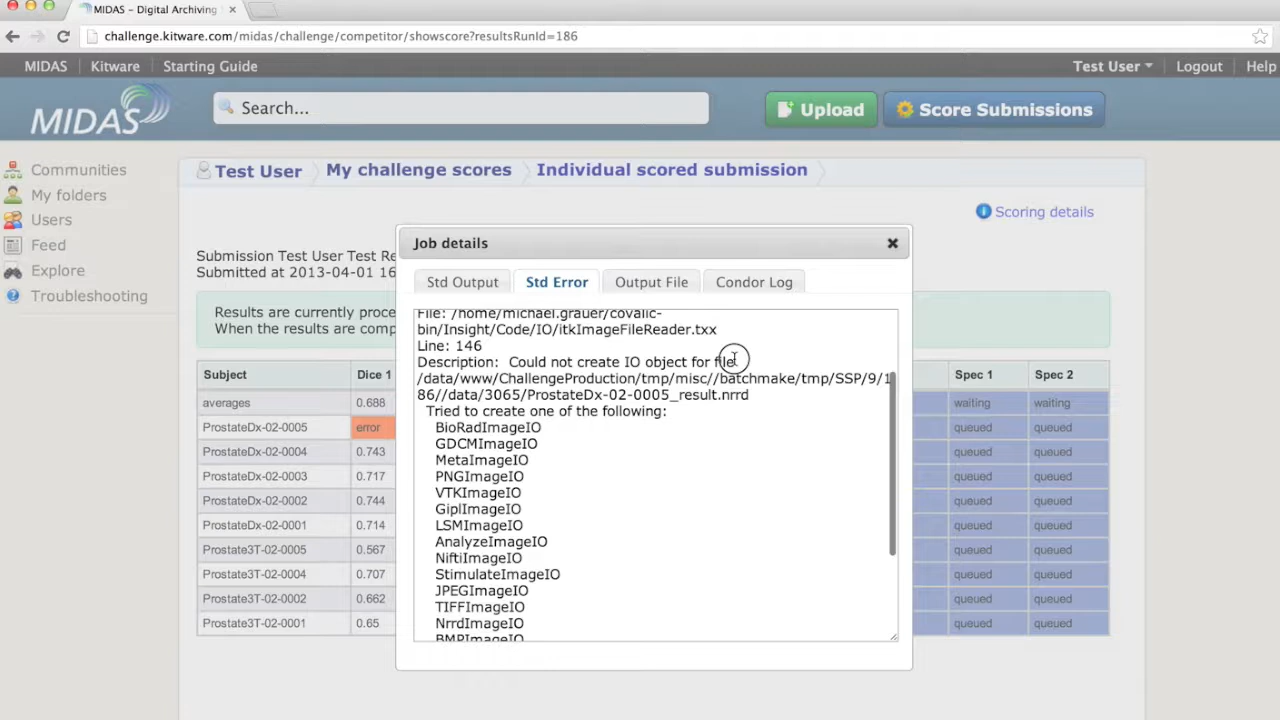 MIDAS – Digital Archiving
challenge.kitware.com/midas/challenge/competitor/showscore?resultsRunId=186
MIDAS Kitware Starting Guide Test User Logout Help
MIDAS Search... Upload Score Submissions
Communities
My folders
Users
Feed
Explore
Troubleshooting
Test User My challenge scores Individual scored submission
Scoring details
Submission Test User Test Re
Submitted at 2013-04-01 16
Results are currently proce
When the results are comp
Subject Dice 1 Spec 1 Spec 2
averages 0.688 waiting waiting
ProstateDx-02-0005 error queued queued
ProstateDx-02-0004 0.743 queued queued
ProstateDx-02-0003 0.717 queued queued
ProstateDx-02-0002 0.744 queued queued
ProstateDx-02-0001 0.714 queued queued
Prostate3T-02-0005 0.567 queued queued
Prostate3T-02-0004 0.707 queued queued
Prostate3T-02-0002 0.662 queued queued
Prostate3T-02-0001 0.65 queued queued
Job details
Std Output Std Error Output File Condor Log
File: /home/michael.grauer/covalic-
bin/Insight/Code/IO/itkImageFileReader.txx
Line: 146
Description: Could not create IO object for file
/data/www/ChallengeProduction/tmp/misc//batchmake/tmp/SSP/9/1
86//data/3065/ProstateDx-02-0005_result.nrrd
Tried to create one of the following:
BioRadImageIO
GDCMImageIO
MetaImageIO
PNGImageIO
VTKImageIO
GiplImageIO
LSMImageIO
AnalyzeImageIO
NiftiImageIO
StimulateImageIO
JPEGImageIO
TIFFImageIO
NrrdImageIO
BMPImageIO